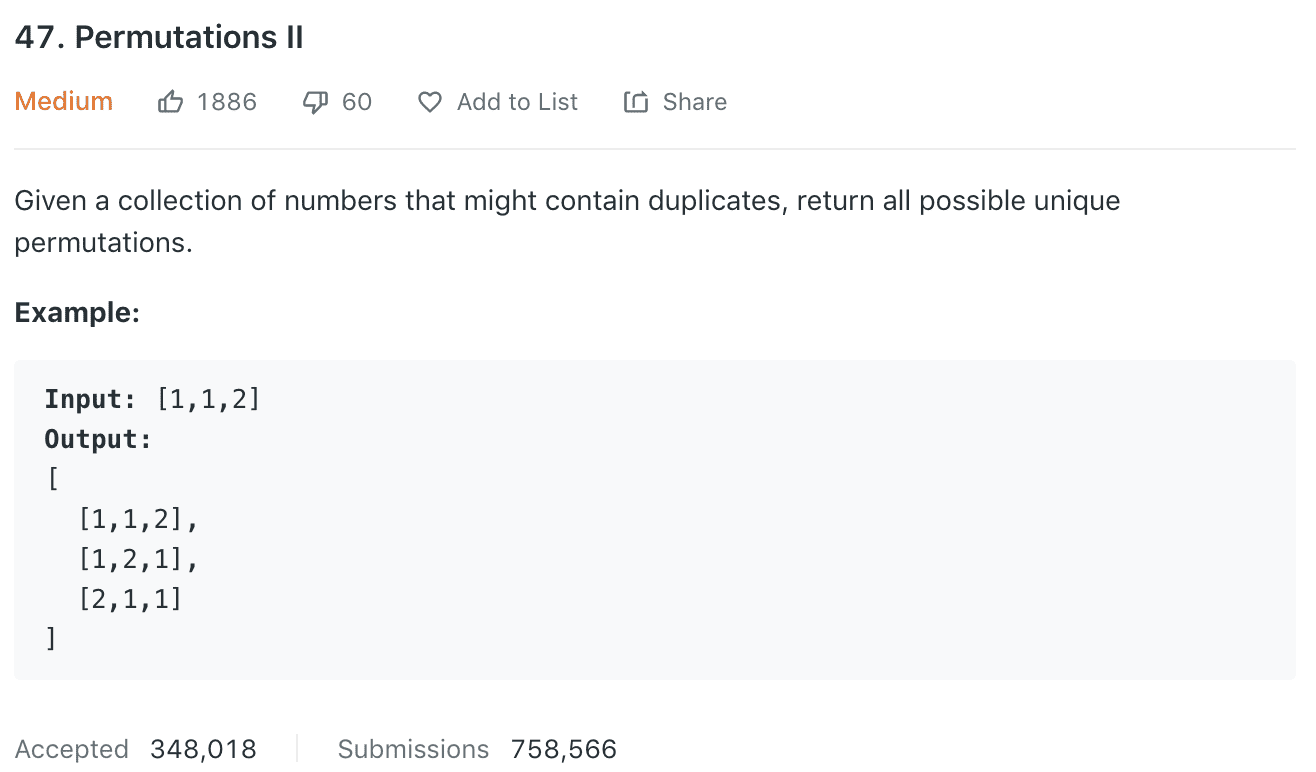 47. Permutations II
Medium 1886 60 Add to List Share
Given a collection of numbers that might contain duplicates, return all possible unique
permutations.
Example:
Input: [1,1,2]
Output:
[
  [1,1,2],
  [1,2,1],
  [2,1,1]
]
Accepted 348,018 Submissions 758,566